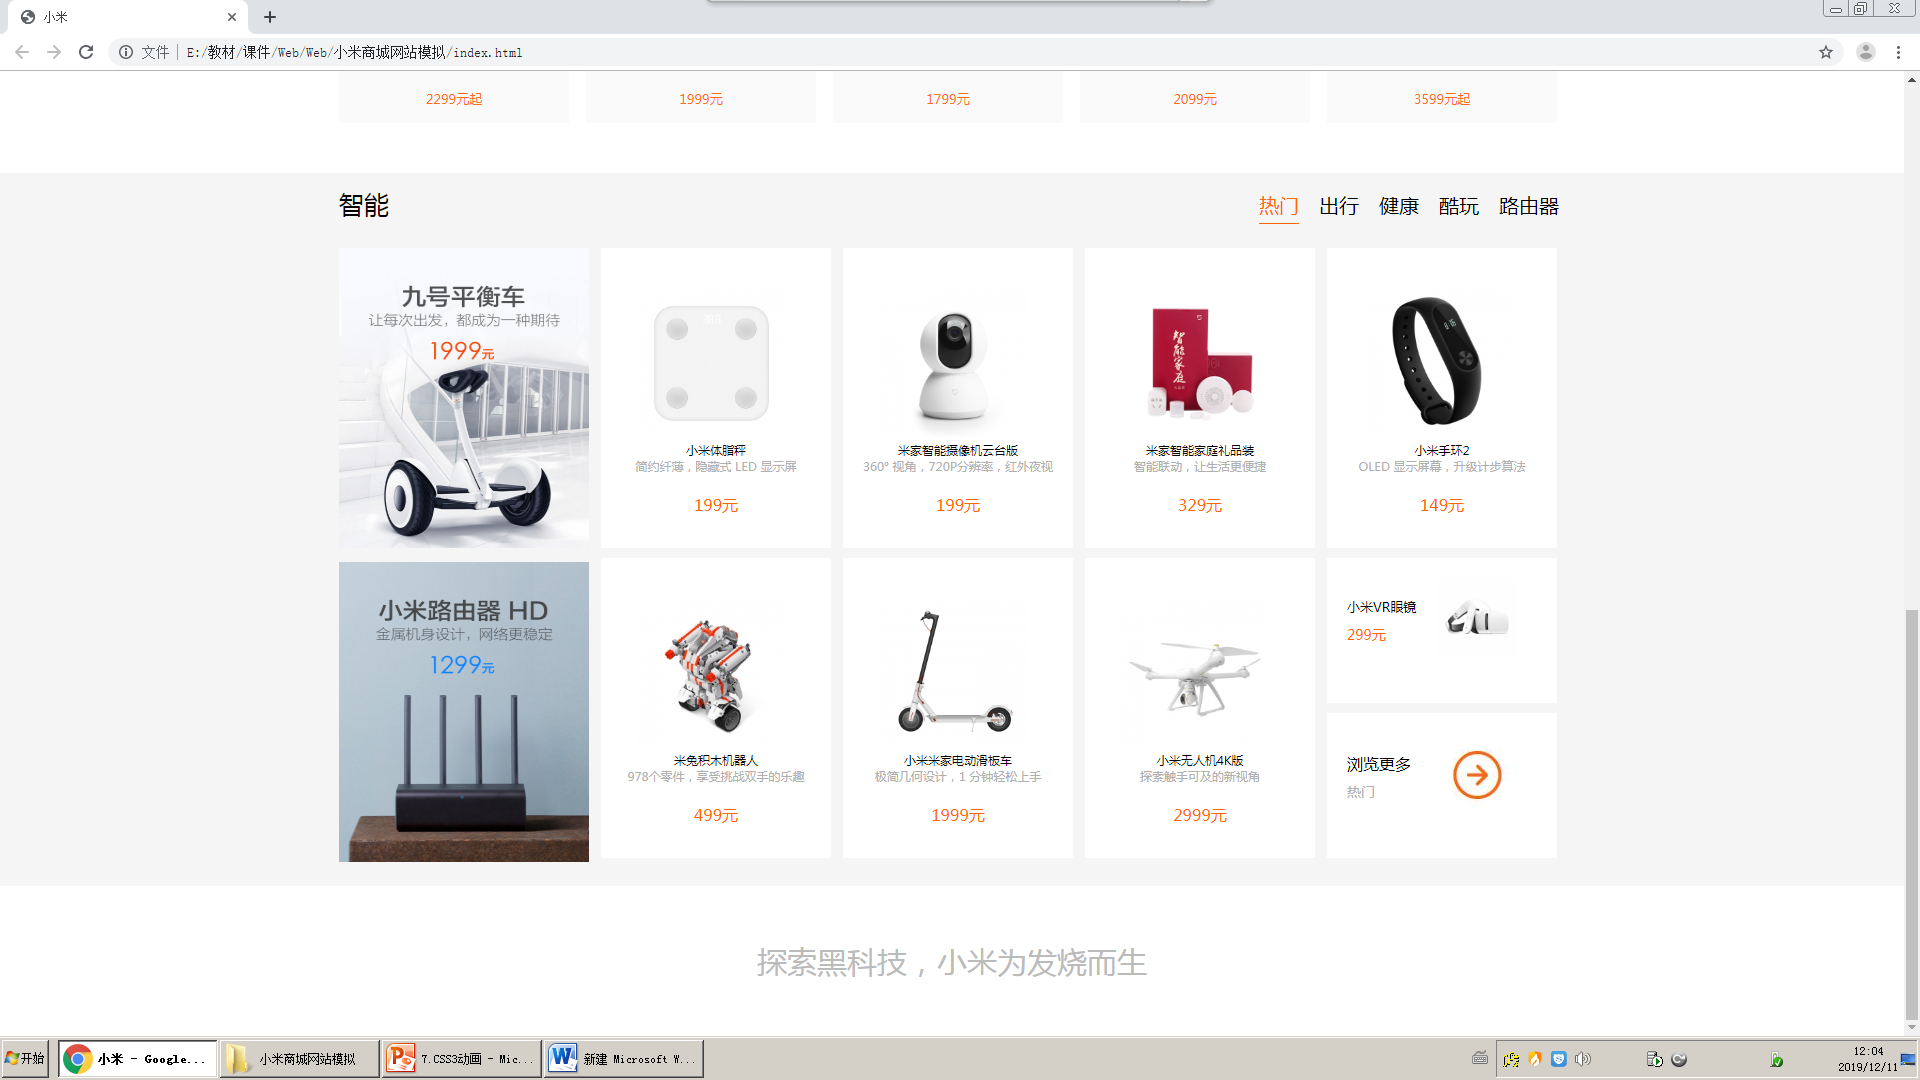 小米
文件
E:/教材/课件/Web/Web/小米商城网站模拟/index.html
2299元起
1999元
1799元
2099元
3599元起
智能
热门
出行
健康
酷玩
路由器
九号平衡车
让每次出发，都成为一种期待
1999元
小米体脂秤
简约纤薄，隐藏式 LED 显示屏
199元
米家智能摄像机云台版
360° 视角，720P分辨率，红外夜视
199元
智能家庭
米家智能家庭礼品装
智能联动，让生活更便捷
329元
小米手环2
OLED 显示屏幕，升级计步算法
149元
小米路由器 HD
金属机身设计，网络更稳定
1299元
米兔积木机器人
978个零件，享受挑战双手的乐趣
499元
小米米家电动滑板车
极简几何设计，1 分钟轻松上手
1999元
小米无人机4K版
探索触手可及的新视角
2999元
小米VR眼镜
299元
浏览更多
热门
探索黑科技，小米为发烧而生
开始
小米 - Google...
小米商城网站模拟
7.CSS3动画 - Mic...
新建 Microsoft W...
12:04
2019/12/11